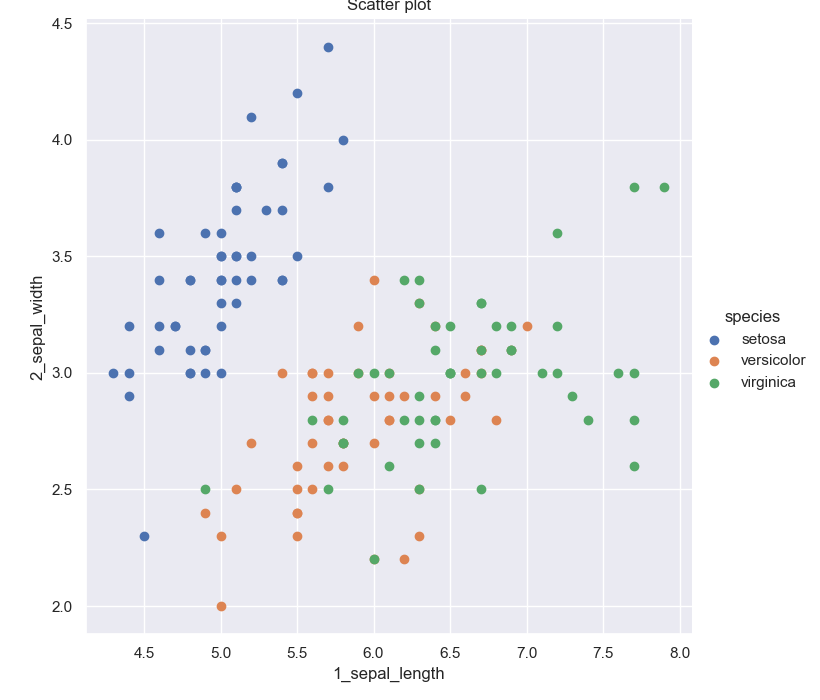 Scatter plot
4.5
4.0
3.5
3.0
2.5
2.0
2_sepal_width
4.5 5.0 5.5 6.0 6.5 7.0 7.5 8.0
1_sepal_length
species
setosa
versicolor
virginica